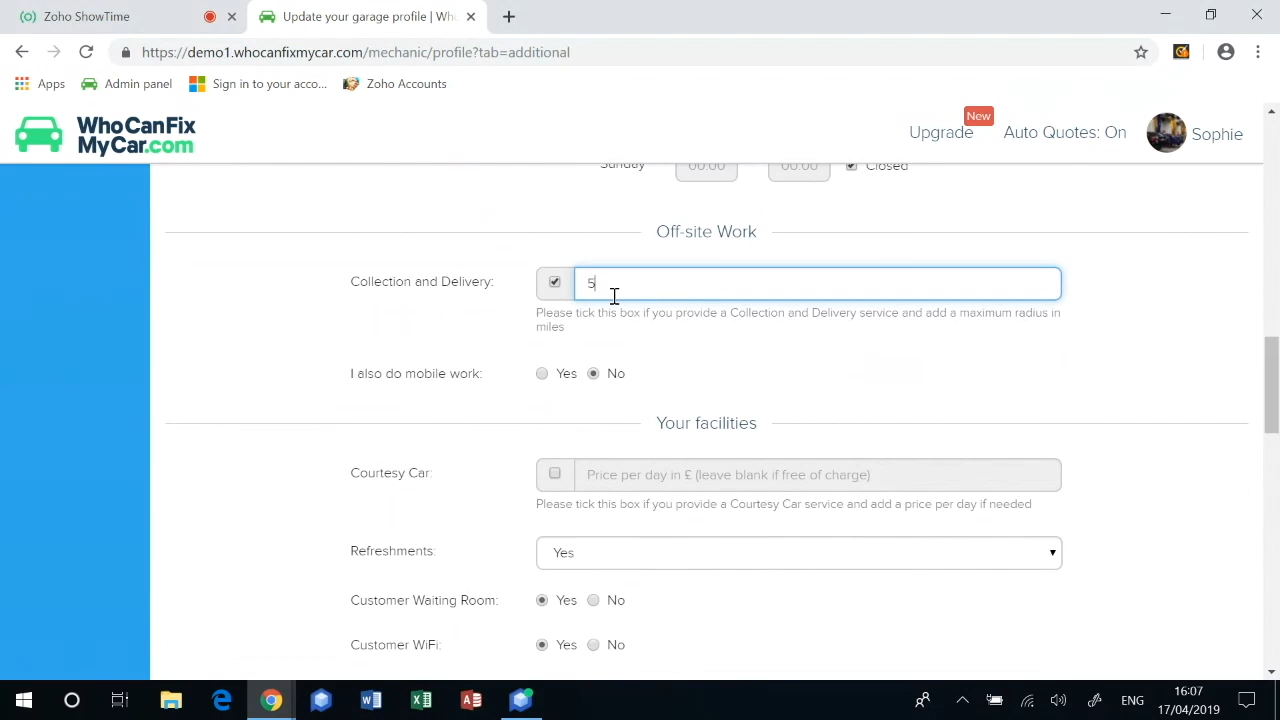 Zoho ShowTime
Update your garage profile | Who
https://demo1.whocanfixmycar.com/mechanic/profile?tab=additional
Apps
Admin panel
Sign in to your acco...
Zoho Accounts
WhoCanFix
MyCar.com
Upgrade
New
Auto Quotes: On
Sophie
Sunday
00:00
00:00
Closed
Off-site Work
Collection and Delivery:
5
Please tick this box if you provide a Collection and Delivery service and add a maximum radius in
miles
I also do mobile work:
Yes
No
Your facilities
Courtesy Car:
Price per day in £ (leave blank if free of charge)
Please tick this box if you provide a Courtesy Car service and add a price per day if needed
Refreshments:
Yes
Customer Waiting Room:
Yes
No
Customer WiFi:
Yes
No
ENG
16:07
17/04/2019